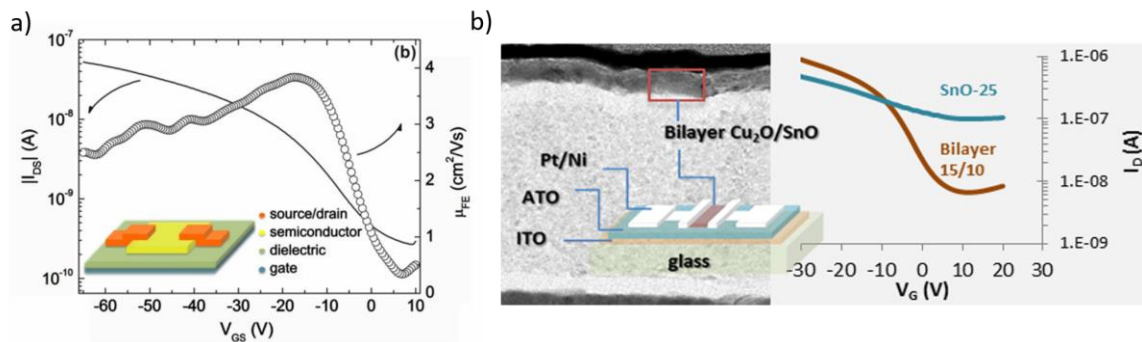 a)
(b)
10⁻⁷
10⁻⁸
10⁻⁹
10⁻¹⁰
|I_DS| (A)
4
3
2
1
0
μ_FE (cm²/Vs)
source/drain
semiconductor
dielectric
gate
-60 -50 -40 -30 -20 -10 0 10
V_GS (V)
b)
Bilayer Cu₂O/SnO
Pt/Ni
ATO
ITO
glass
SnO-25
Bilayer
15/10
1.E-06
1.E-07
1.E-08
1.E-09
I_D (A)
-30 -20 -10 0 10 20 30
V_G (V)